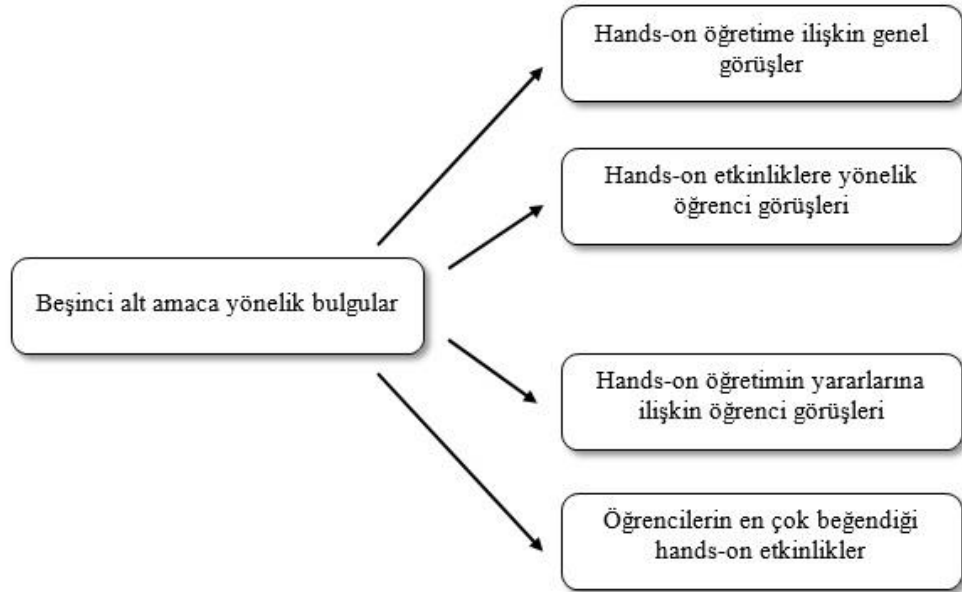 Hands-on öğretime ilişkin genel
görüşler
Hands-on etkinliklere yönelik
öğrenci görüşleri
Beşinci alt amaca yönelik bulgular
Hands-on öğretimin yararlarına
ilişkin öğrenci görüşleri
Öğrencilerin en çok beğendiği
hands-on etkinlikler